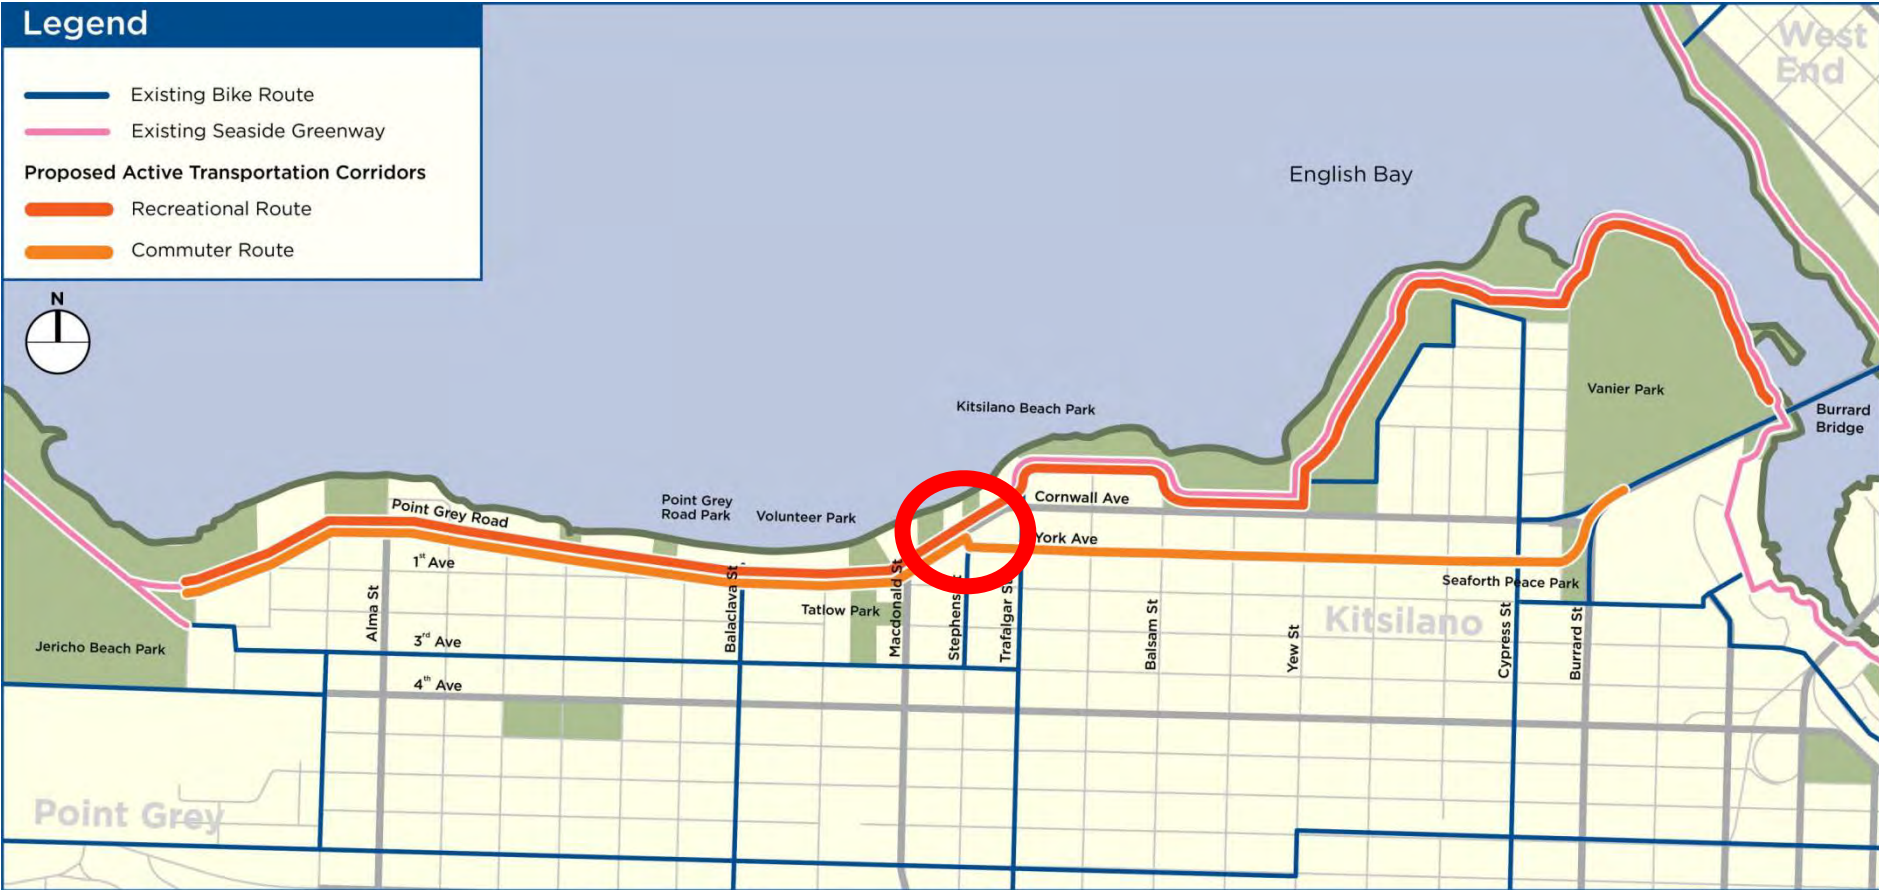 Legend
Existing Bike Route
Existing Seaside Greenway
Proposed Active Transportation Corridors
Recreational Route
Commuter Route
N
West
End
English Bay
Vanier Park
Burrard
Bridge
Kitsilano Beach Park
Point Grey
Road Park
Volunteer Park
Point Grey Road
Cornwall Ave
York Ave
1st Ave
Seaforth Peace Park
Tatlow Park
Kitsilano
Alma St
Balaclava St
Macdonald St
Stephens St
Trafalgar St
Balsam St
Yew St
Cypress St
Burrard St
3rd Ave
Jericho Beach Park
4th Ave
Point Grey